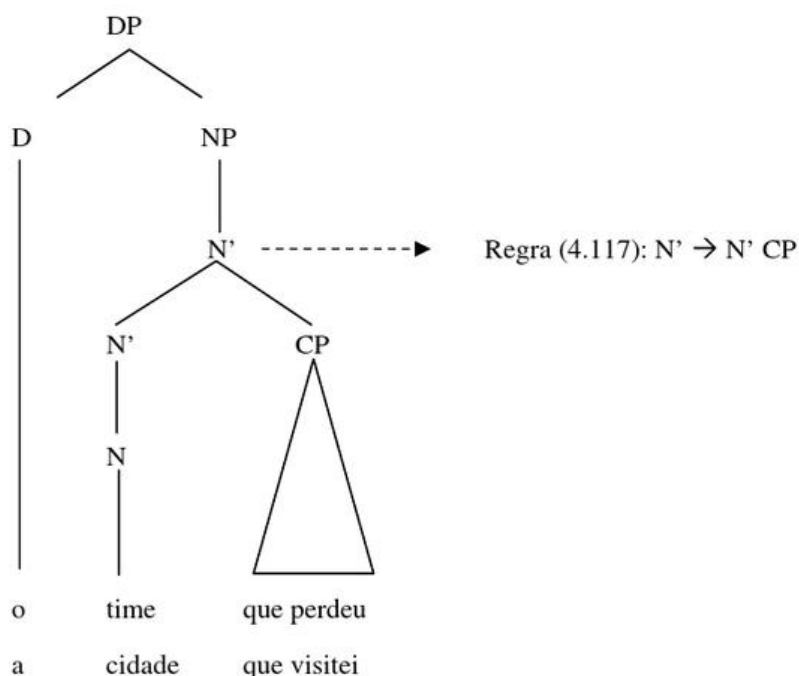 DP
D NP
N' Regra (4.117): N' → N' CP
N' CP
N
o time que perdeu
a cidade que visitei